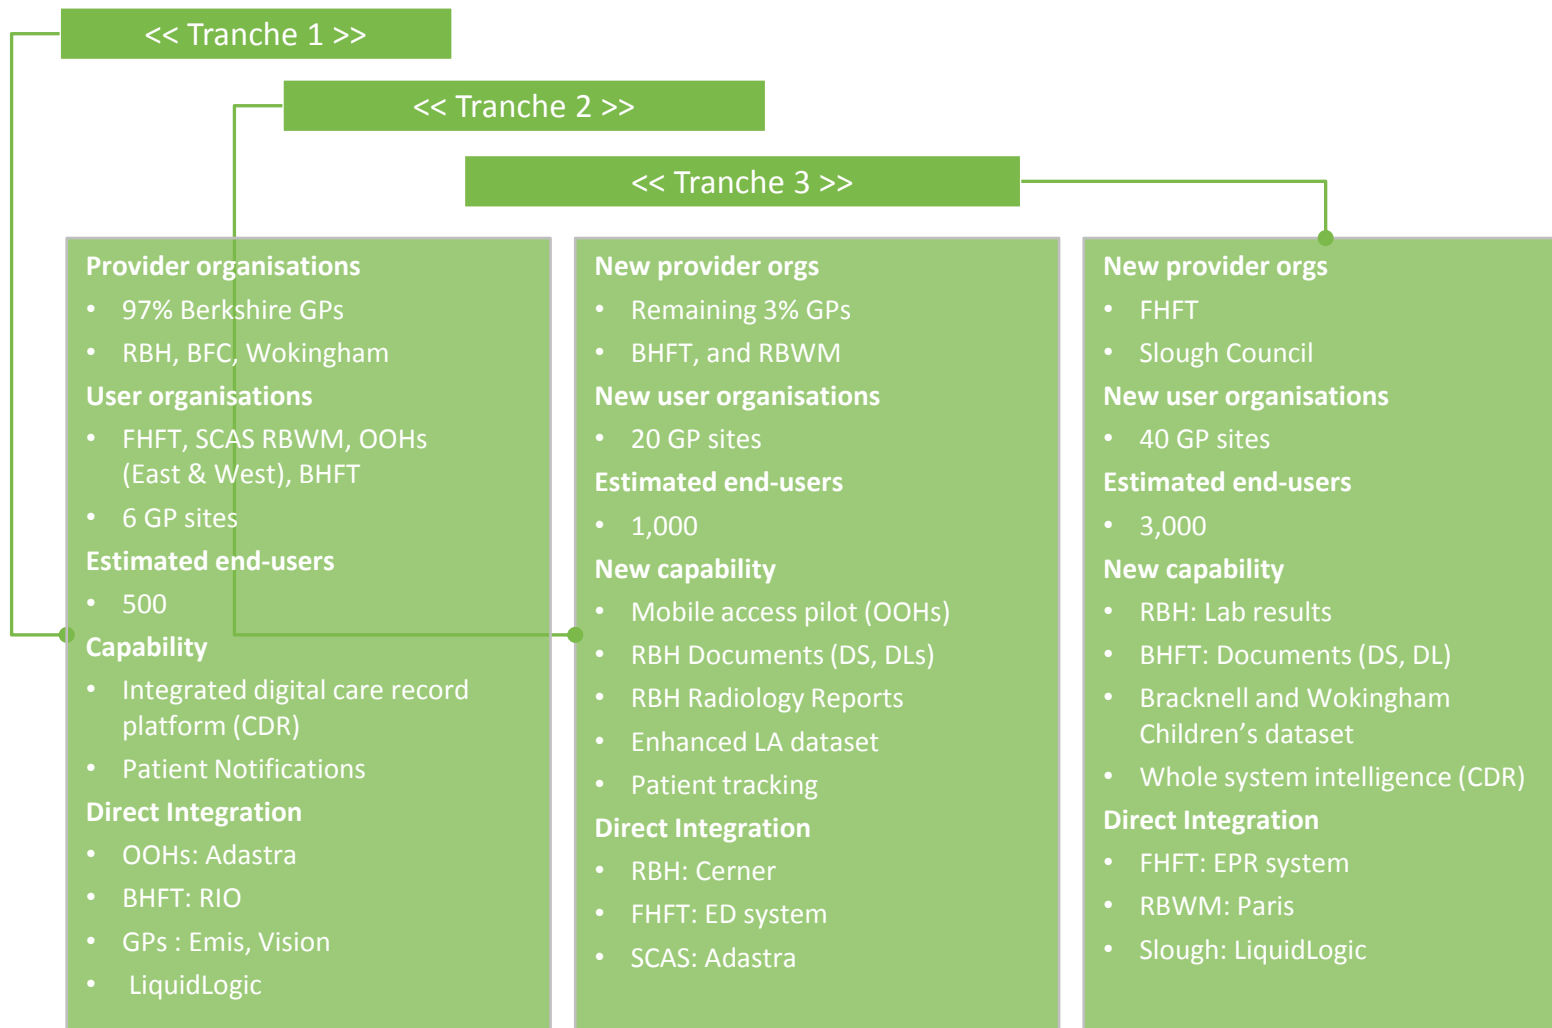 << Tranche 1 >>
<< Tranche 2 >>
<< Tranche 3 >>
Provider organisations
• 97% Berkshire GPs
• RBH, BFC, Wokingham
User organisations
• FHFT, SCAS RBWM, OOHs
(East & West), BHFT
• 6 GP sites
Estimated end-users
• 500
Capability
• Integrated digital care record
platform (CDR)
• Patient Notifications
Direct Integration
• OOHs: Adastra
• BHFT: RIO
• GPs : Emis, Vision
• LiquidLogic
New provider orgs
• Remaining 3% GPs
• BHFT, and RBWM
New user organisations
• 20 GP sites
Estimated end-users
• 1,000
New capability
• Mobile access pilot (OOHs)
• RBH Documents (DS, DLs)
• RBH Radiology Reports
• Enhanced LA dataset
• Patient tracking
Direct Integration
• RBH: Cerner
• FHFT: ED system
• SCAS: Adastra
New provider orgs
• FHFT
• Slough Council
New user organisations
• 40 GP sites
Estimated end-users
• 3,000
New capability
• RBH: Lab results
• BHFT: Documents (DS, DL)
• Bracknell and Wokingham
Children’s dataset
• Whole system intelligence (CDR)
Direct Integration
• FHFT: EPR system
• RBWM: Paris
• Slough: LiquidLogic